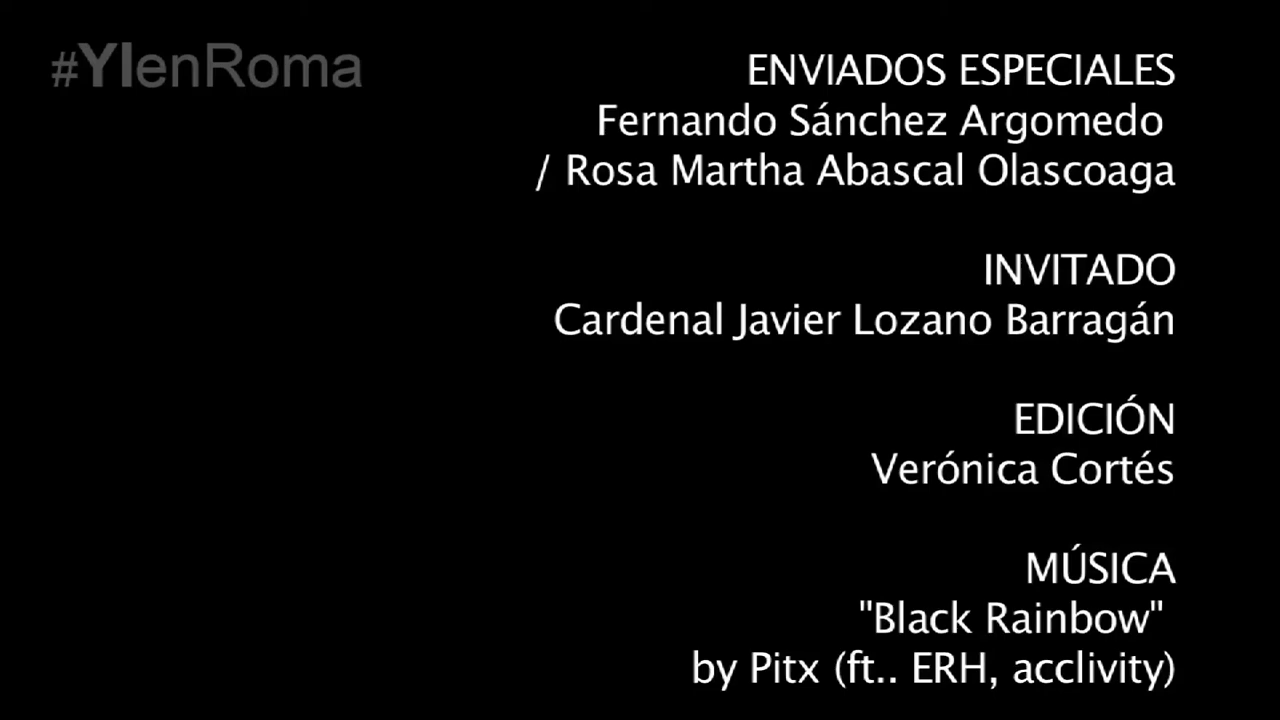 #YIenRoma
ENVIADOS ESPECIALES
Fernando Sánchez Argomedo
/ Rosa Martha Abascal Olascoaga
INVITADO
Cardenal Javier Lozano Barragán
EDICIÓN
Verónica Cortés
MÚSICA
"Black Rainbow"
by Pitx (ft.. ERH, acclivity)